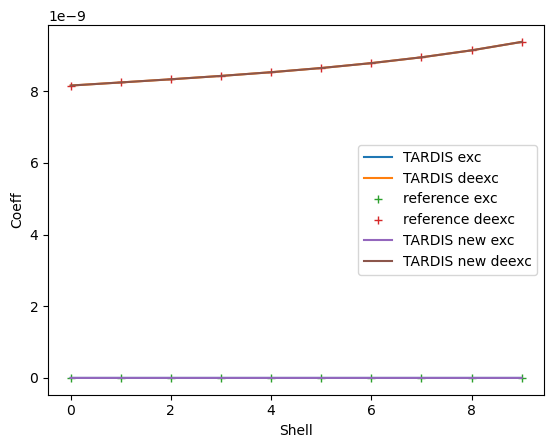 1e−9
8
6
4
2
0
Coeff
TARDIS exc
TARDIS deexc
reference exc
reference deexc
TARDIS new exc
TARDIS new deexc
0 2 4 6 8
Shell